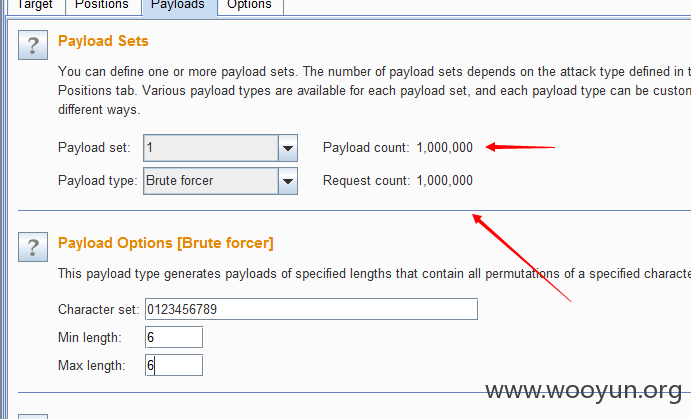 Target Positions Payloads Options
? Payload Sets
You can define one or more payload sets. The number of payload sets depends on the attack type defined in t
Positions tab. Various payload types are available for each payload set, and each payload type can be custo
different ways.
Payload set: 1 Payload count: 1,000,000
Payload type: Brute forcer Request count: 1,000,000
? Payload Options [Brute forcer]
This payload type generates payloads of specified lengths that contain all permutations of a specified characte
Character set: 0123456789
Min length: 6
Max length: 6
www.wooyun.org